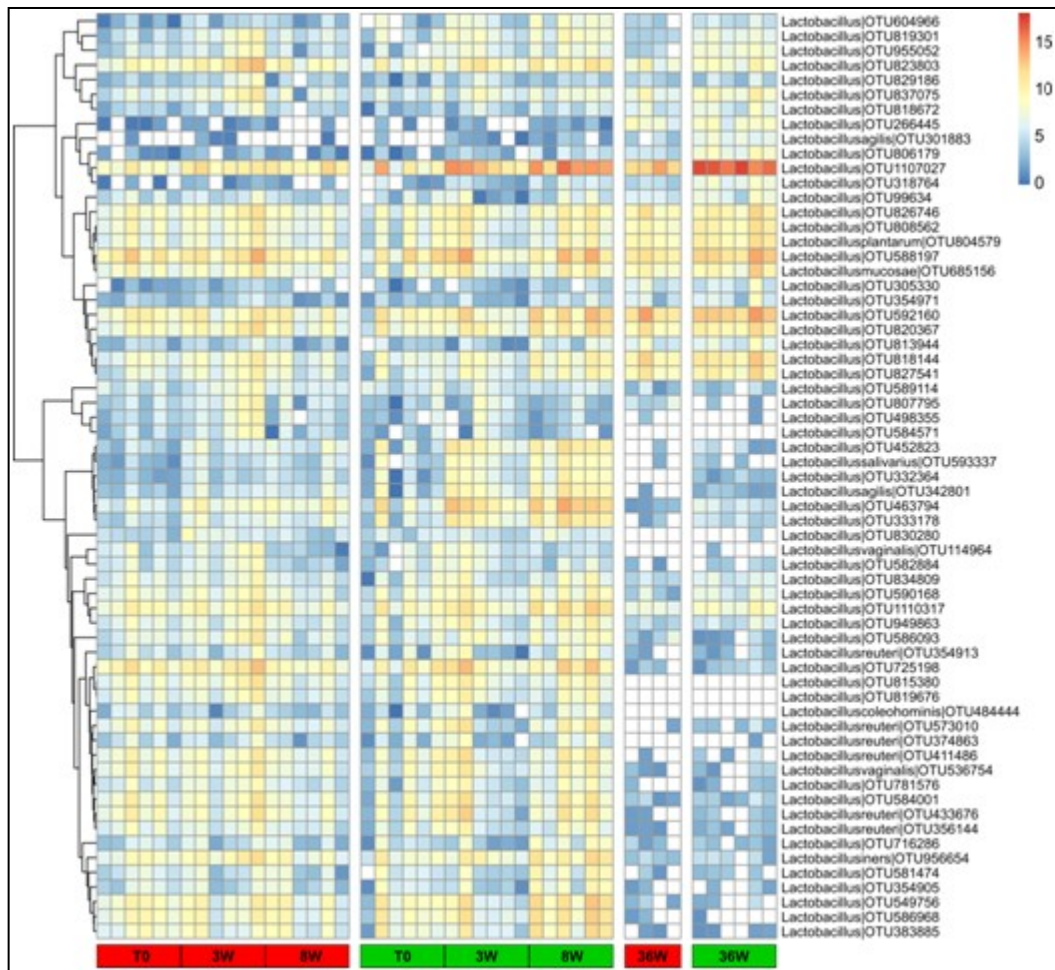 Lactobacillus|OTU604966
Lactobacillus|OTU819301
Lactobacillus|OTU955052
Lactobacillus|OTU823803
Lactobacillus|OTU829186
Lactobacillus|OTU837075
Lactobacillus|OTU818672
Lactobacillus|OTU266445
Lactobacillusagilis|OTU301883
Lactobacillus|OTU806179
Lactobacillus|OTU1107027
Lactobacillus|OTU318764
Lactobacillus|OTU99634
Lactobacillus|OTU826746
Lactobacillus|OTU808562
Lactobacillusplantarum|OTU804579
Lactobacillus|OTU588197
Lactobacillusmucosae|OTU685156
Lactobacillus|OTU305330
Lactobacillus|OTU354971
Lactobacillus|OTU592160
Lactobacillus|OTU820367
Lactobacillus|OTU813944
Lactobacillus|OTU818144
Lactobacillus|OTU827541
Lactobacillus|OTU589114
Lactobacillus|OTU807795
Lactobacillus|OTU498355
Lactobacillus|OTU584571
Lactobacillus|OTU452823
Lactobacillussalivarius|OTU593337
Lactobacillus|OTU332364
Lactobacillusagilis|OTU342801
Lactobacillus|OTU463794
Lactobacillus|OTU333178
Lactobacillus|OTU830280
Lactobacillusvaginalis|OTU114964
Lactobacillus|OTU582884
Lactobacillus|OTU834809
Lactobacillus|OTU590168
Lactobacillus|OTU1110317
Lactobacillus|OTU949863
Lactobacillus|OTU586093
Lactobacillusreuteri|OTU354913
Lactobacillus|OTU725198
Lactobacillus|OTU815380
Lactobacillus|OTU819676
Lactobacilluscoleohominis|OTU484444
Lactobacillusreuteri|OTU573010
Lactobacillusreuteri|OTU374863
Lactobacillusreuteri|OTU411486
Lactobacillusvaginalis|OTU536754
Lactobacillus|OTU781576
Lactobacillus|OTU584001
Lactobacillusreuteri|OTU433676
Lactobacillusreuteri|OTU356144
Lactobacillus|OTU716286
Lactobacillusiners|OTU956654
Lactobacillus|OTU581474
Lactobacillus|OTU354905
Lactobacillus|OTU549756
Lactobacillus|OTU586968
Lactobacillus|OTU383885
15
10
5
0
T0 3W 8W T0 3W 8W 36W 36W